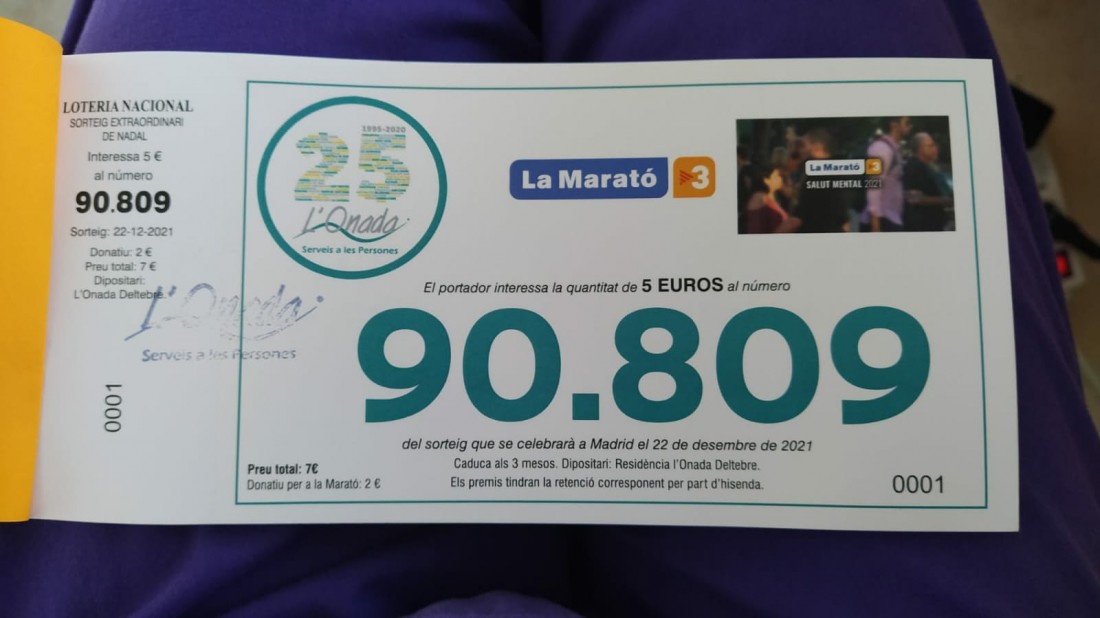 LOTERIA NACIONAL
SORTEIG EXTRAORDINARI
DE NADAL
Interessa 5 €
al número
90.809
Sorteig: 22-12-2021
Donatiu: 2 €
Preu total: 7 €
Dipositari:
L'Onada Deltebre.
L'Onada
Serveis a les Persones
0001
1995-2020
25
L'Onada
Serveis a les Persones
La Marató 3
La Marató 3
SALUT MENTAL 2021
El portador interessa la quantitat de 5 EUROS al número
90.809
del sorteig que se celebrarà a Madrid el 22 de desembre de 2021
Caduca als 3 mesos. Dipositari: Residència l'Onada Deltebre.
Els premis tindran la retenció corresponent per part d'hisenda.
Preu total: 7€
Donatiu per a la Marató: 2 €
0001